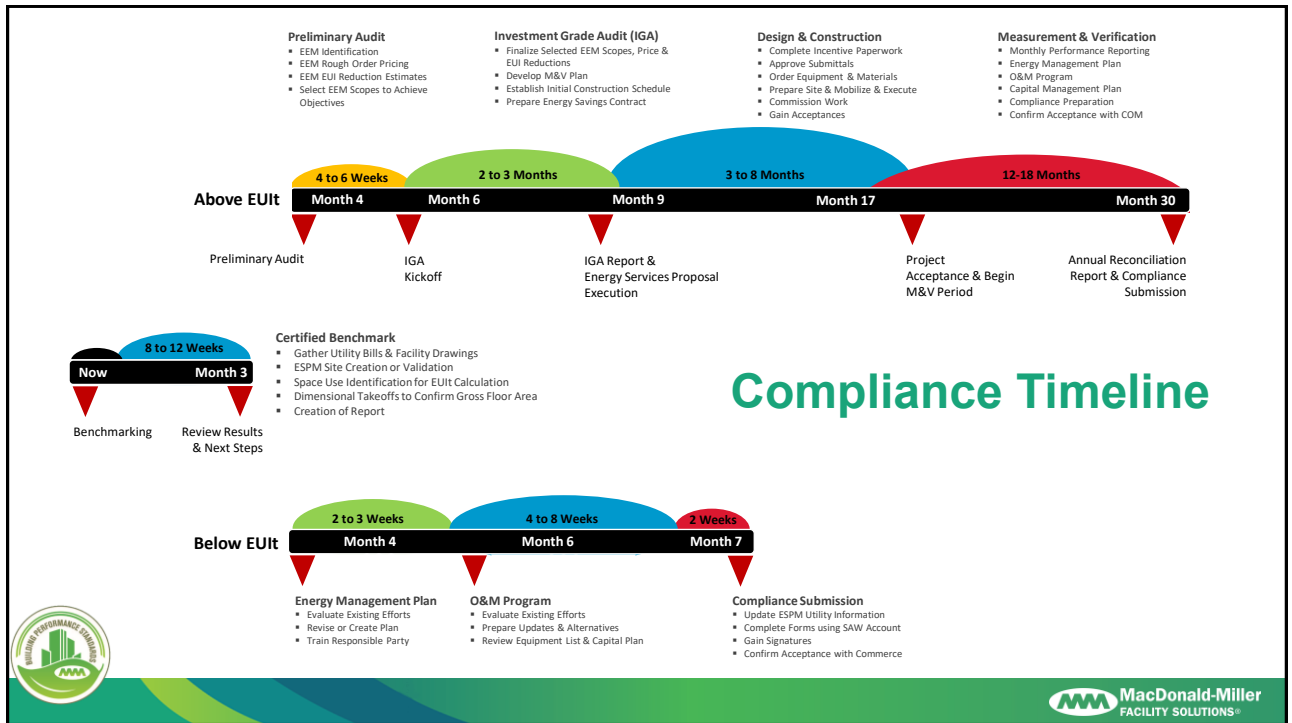 Preliminary Audit
▪ EEM Identification
▪ EEM Rough Order Pricing
▪ EEM EUI Reduction Estimates
▪ Select EEM Scopes to Achieve
Objectives
Investment Grade Audit (IGA)
▪ Finalize Selected EEM Scopes, Price &
EUI Reductions
▪ Develop M&V Plan
▪ Establish Initial Construction Schedule
▪ Prepare Energy Savings Contract
Design & Construction
▪ Complete Incentive Paperwork
▪ Approve Submittals
▪ Order Equipment & Materials
▪ Prepare Site & Mobilize & Execute
▪ Commission Work
▪ Gain Acceptances
Measurement & Verification
▪ Monthly Performance Reporting
▪ Energy Management Plan
▪ O&M Program
▪ Capital Management Plan
▪ Compliance Preparation
▪ Confirm Acceptance with COM
4 to 6 Weeks
2 to 3 Months
3 to 8 Months
12-18 Months
Above EUIt
Month 4
Month 6
Month 9
Month 17
Month 30
Preliminary Audit
IGA
Kickoff
IGA Report &
Energy Services Proposal
Execution
Project
Acceptance & Begin
M&V Period
Annual Reconciliation
Report & Compliance
Submission
8 to 12 Weeks
Now
Month 3
Benchmarking
Review Results
& Next Steps
Certified Benchmark
▪ Gather Utility Bills & Facility Drawings
▪ ESPM Site Creation or Validation
▪ Space Use Identification for EUIt Calculation
▪ Dimensional Takeoffs to Confirm Gross Floor Area
▪ Creation of Report
Compliance Timeline
2 to 3 Weeks
4 to 8 Weeks
2 Weeks
Below EUIt
Month 4
Month 6
Month 7
Energy Management Plan
▪ Evaluate Existing Efforts
▪ Revise or Create Plan
▪ Train Responsible Party
O&M Program
▪ Evaluate Existing Efforts
▪ Prepare Updates & Alternatives
▪ Review Equipment List & Capital Plan
Compliance Submission
▪ Update ESPM Utility Information
▪ Complete Forms using SAW Account
▪ Gain Signatures
▪ Confirm Acceptance with Commerce
BUILDING PERFORMANCE STANDARDS
MacDonald-Miller
FACILITY SOLUTIONS®